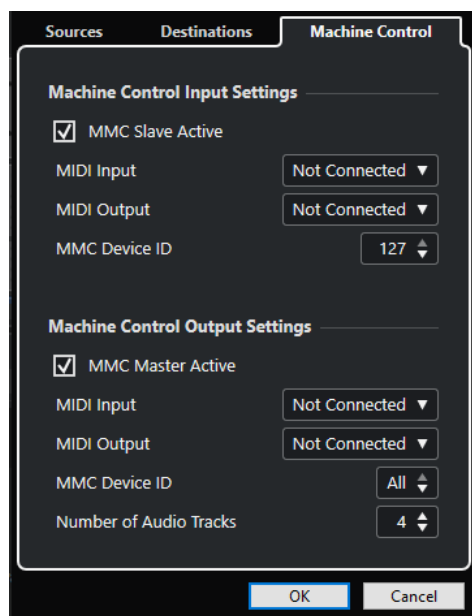 Sources Destinations Machine Control
Machine Control Input Settings
MMC Slave Active
MIDI Input Not Connected
MIDI Output Not Connected
MMC Device ID 127
Machine Control Output Settings
MMC Master Active
MIDI Input Not Connected
MIDI Output Not Connected
MMC Device ID All
Number of Audio Tracks 4
OK Cancel